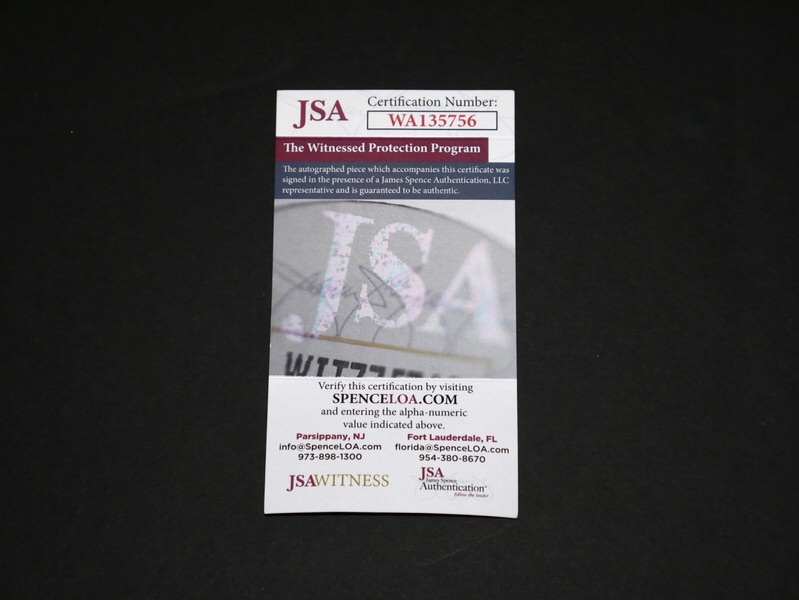 JSA
Certification Number:
WA135756
The Witnessed Protection Program
The autographed piece which accompanies this certificate was
signed in the presence of a James Spence Authentication, LLC
representative and is guaranteed to be authentic.
JSA
Verify this certification by visiting
SPENCELOA.COM
and entering the alpha-numeric
value indicated above.
Parsippany, NJ
info@SpenceLOA.com
973-898-1300
Fort Lauderdale, FL
florida@SpenceLOA.com
954-380-8670
JSAWITNESS
JSA
James Spence
Authentication
follow the leader